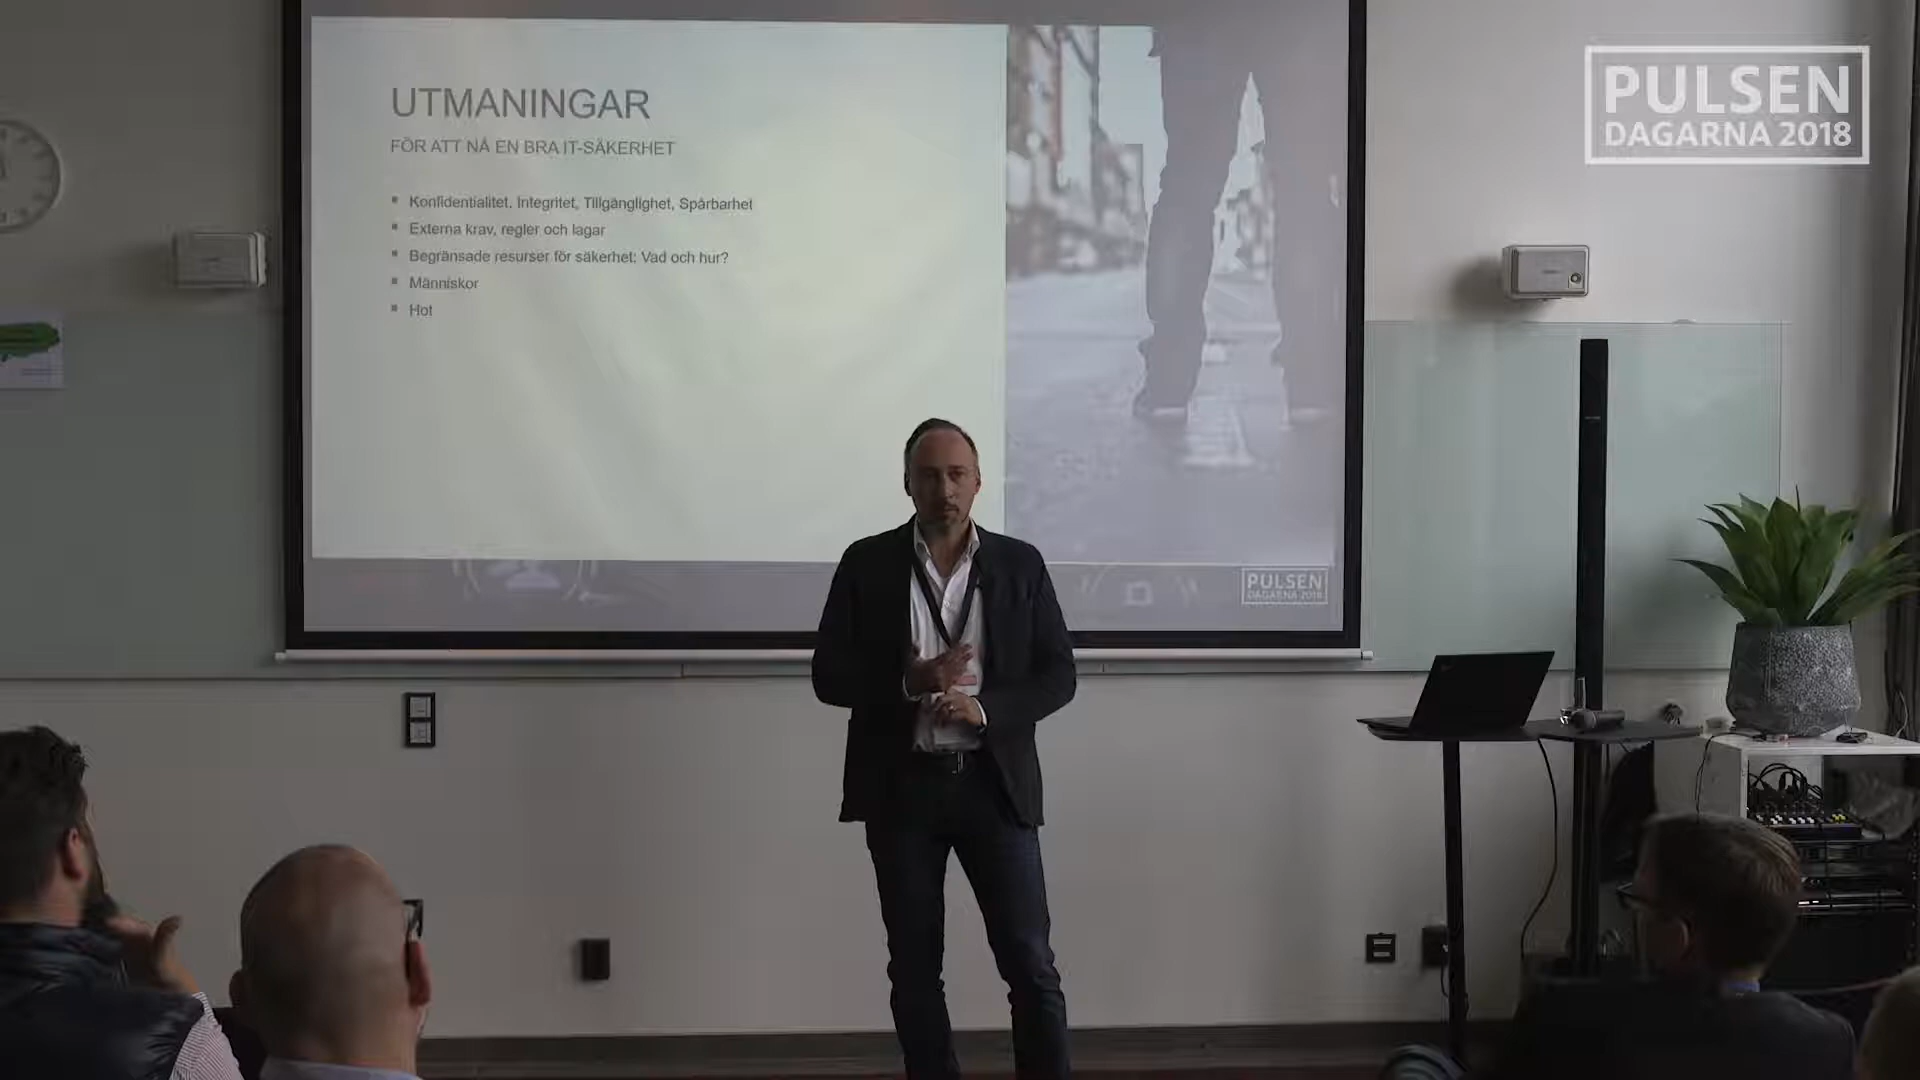 UTMANINGAR
FÖR ATT NÅ EN BRA IT-SÄKERHET
Konfidentialitet, Integritet, Tillgänglighet, Spårbarhet
Externa krav, regler och lagar
Begränsade resurser för säkerhet: Vad och hur?
Människor
Hot
PULSEN
DAGARNA 2018
PULSEN
DAGARNA 2018